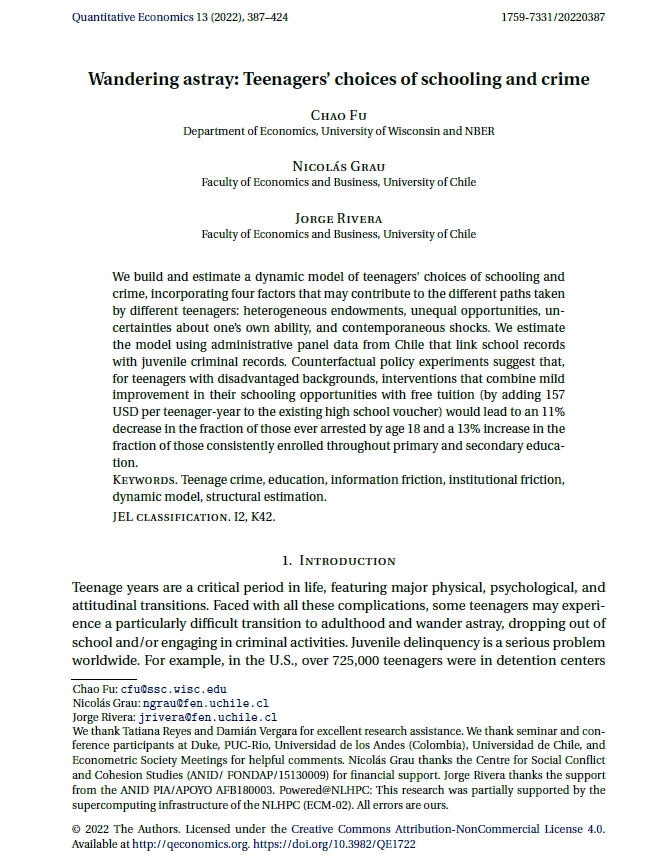 Quantitative Economics 13 (2022), 387–424 1759-7331/20220387
Wandering astray: Teenagers’ choices of schooling and crime
Chao Fu
Department of Economics, University of Wisconsin and NBER
Nicolás Grau
Faculty of Economics and Business, University of Chile
Jorge Rivera
Faculty of Economics and Business, University of Chile
We build and estimate a dynamic model of teenagers’ choices of schooling and
crime, incorporating four factors that may contribute to the different paths taken
by different teenagers: heterogeneous endowments, unequal opportunities, un-
certainties about one’s own ability, and contemporaneous shocks. We estimate
the model using administrative panel data from Chile that link school records
with juvenile criminal records. Counterfactual policy experiments suggest that,
for teenagers with disadvantaged backgrounds, interventions that combine mild
improvement in their schooling opportunities with free tuition (by adding 157
USD per teenager-year to the existing high school voucher) would lead to an 11%
decrease in the fraction of those ever arrested by age 18 and a 13% increase in the
fraction of those consistently enrolled throughout primary and secondary educa-
tion.
Keywords. Teenage crime, education, information friction, institutional friction,
dynamic model, structural estimation.
JEL classification. I2, K42.
1. Introduction
Teenage years are a critical period in life, featuring major physical, psychological, and
attitudinal transitions. Faced with all these complications, some teenagers may experi-
ence a particularly difficult transition to adulthood and wander astray, dropping out of
school and/or engaging in criminal activities. Juvenile delinquency is a serious problem
worldwide. For example, in the U.S., over 725,000 teenagers were in detention centers
Chao Fu: cfu@ssc.wisc.edu
Nicolás Grau: ngrau@fen.uchile.cl
Jorge Rivera: jrivera@fen.uchile.cl
We thank Tatiana Reyes and Damián Vergara for excellent research assistance. We thank seminar and con-
ference participants at Duke, PUC-Rio, Universidad de los Andes (Colombia), Universidad de Chile, and
Econometric Society Meetings for helpful comments. Nicolás Grau thanks the Centre for Social Conflict
and Cohesion Studies (ANID/ FONDAP/15130009) for financial support. Jorge Rivera thanks the support
from the ANID PIA/APOYO AFB180003. Powered@NLHPC: This research was partially supported by the
supercomputing infrastructure of the NLHPC (ECM-02). All errors are ours.
© 2022 The Authors. Licensed under the Creative Commons Attribution-NonCommercial License 4.0.
Available at http://qeconomics.org. https://doi.org/10.3982/QE1722